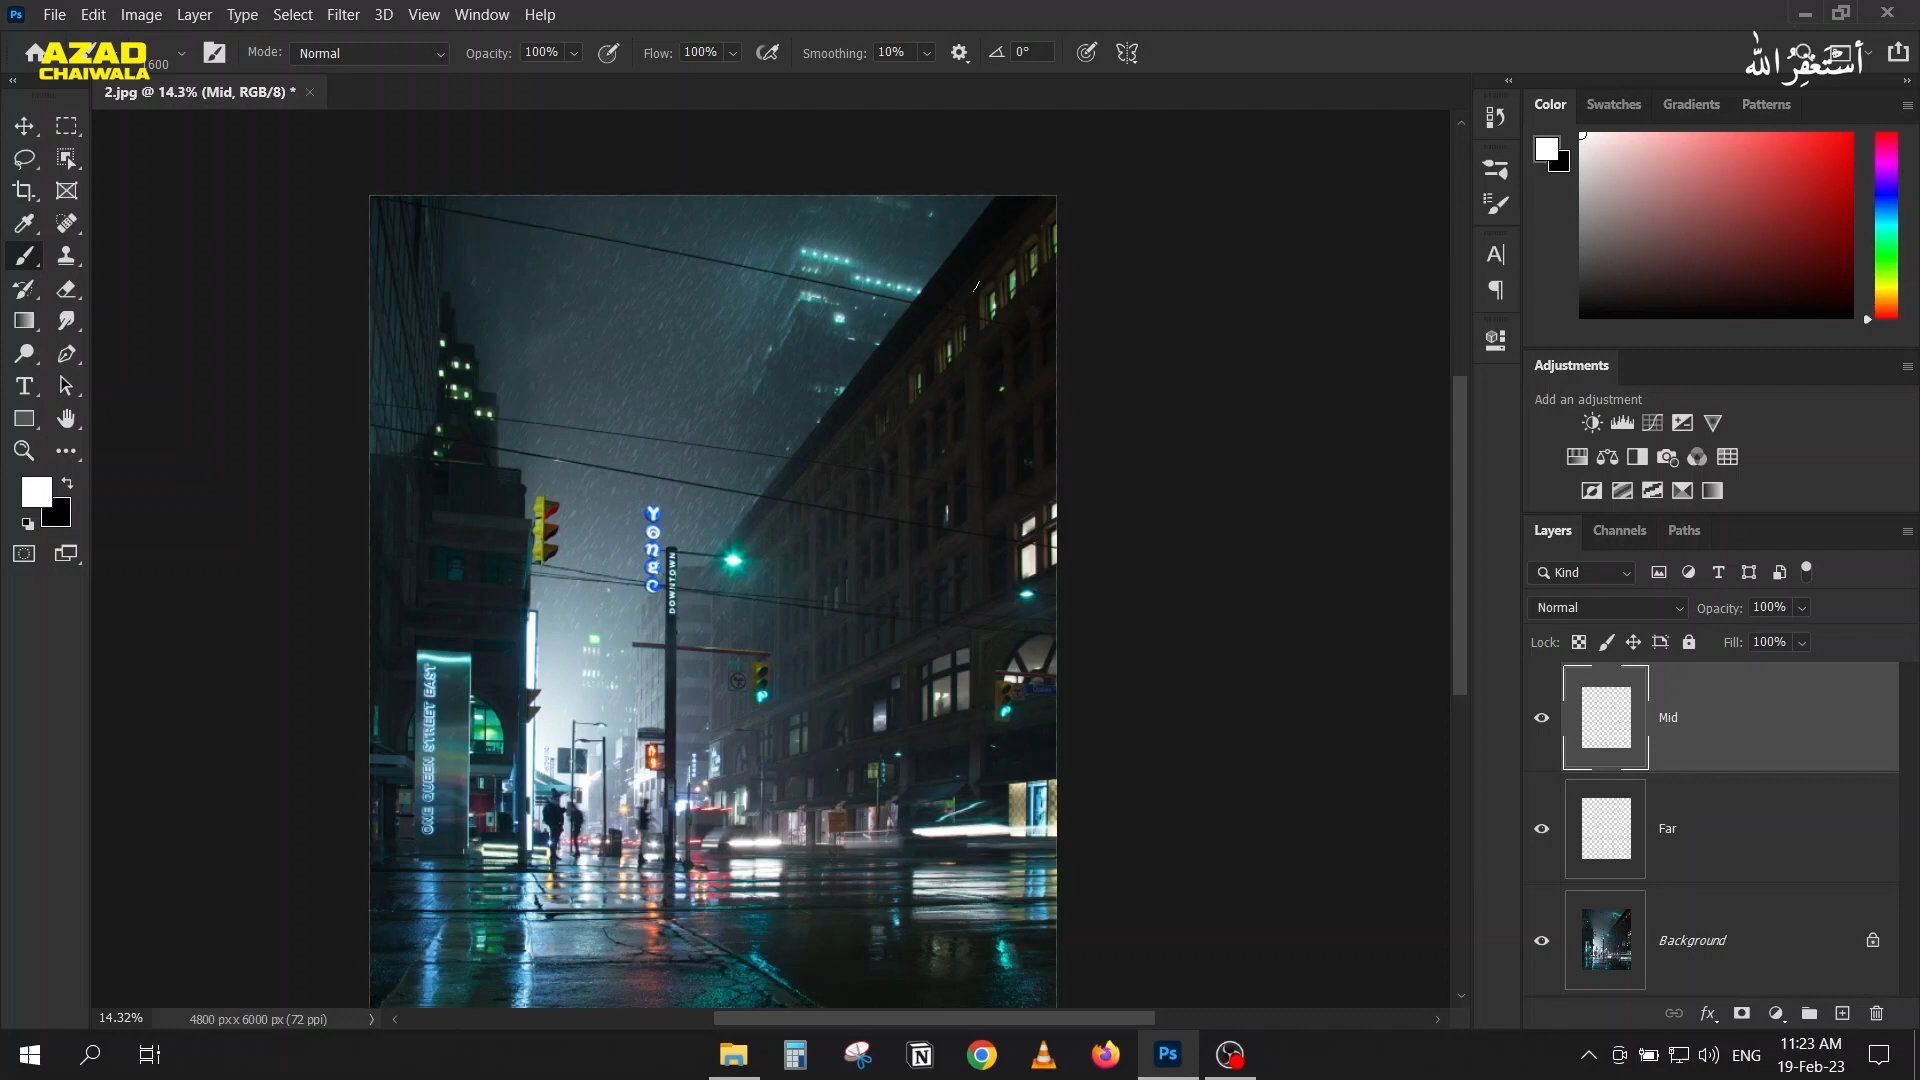 Ps File Edit Image Layer Type Select Filter 3D View Window Help
AZAD
CHAIWALA
1600
Mode: Normal Opacity: 100% Flow: 100% Smoothing: 10% 0°
أستغفر الله
2.jpg @ 14.3% (Mid, RGB/8) *
Color Swatches Gradients Patterns
Adjustments
Add an adjustment
Yonge
DOWNTOWN
ONE QUEEN STREET EAST
Layers Channels Paths
Kind
Normal Opacity: 100%
Lock: Fill: 100%
Mid
Far
Background
14.32% 4800 px x 6000 px (72 ppi)
Ps
ENG
11:23 AM
19-Feb-23